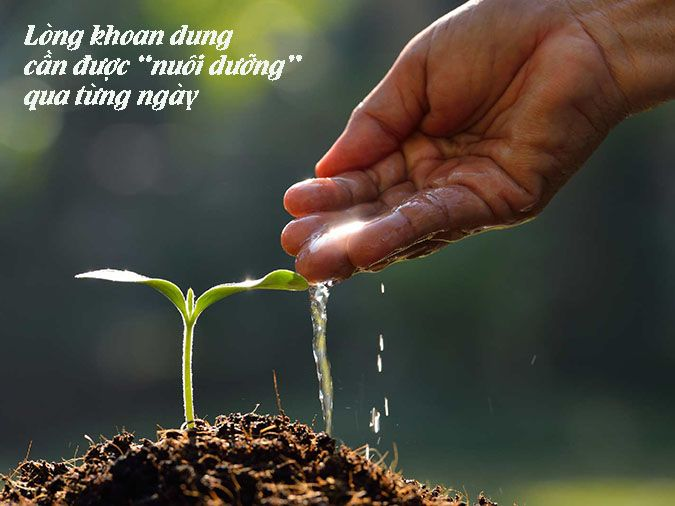 Lòng khoan dung
cần được “nuôi dưỡng”
qua từng ngày